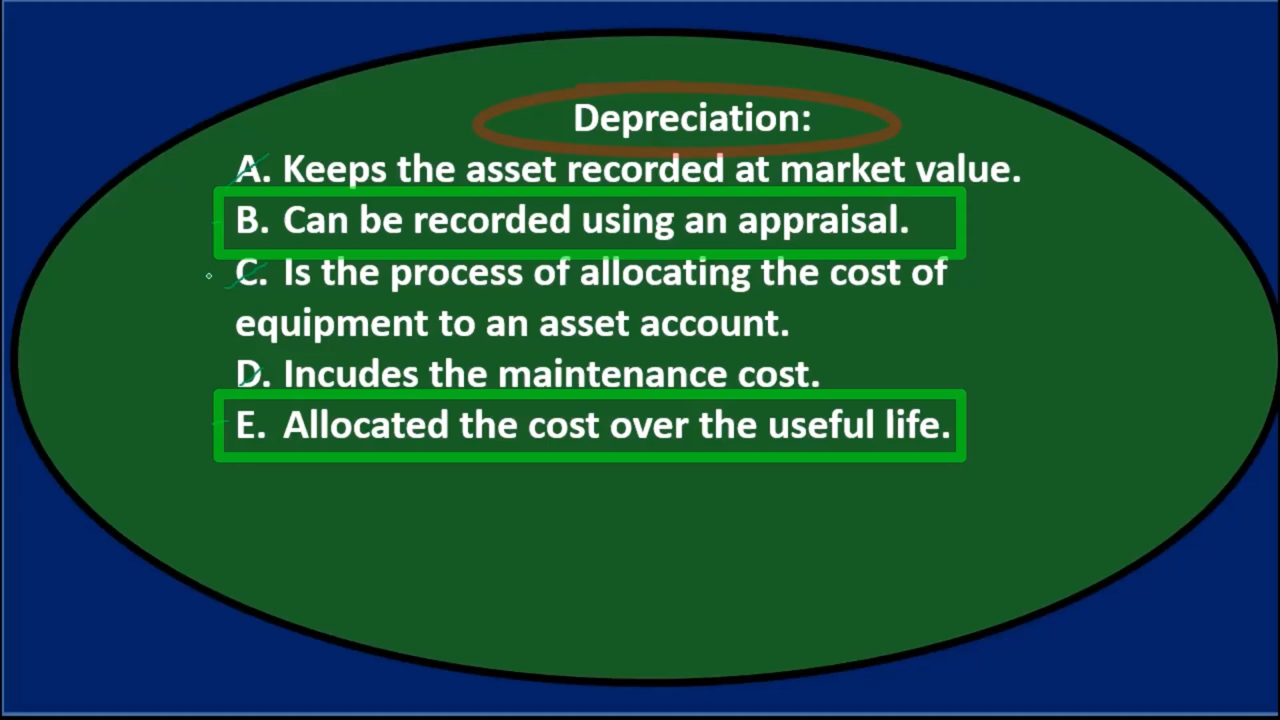 Depreciation:
A. Keeps the asset recorded at market value.
B. Can be recorded using an appraisal.
C. Is the process of allocating the cost of
equipment to an asset account.
D. Incudes the maintenance cost.
E. Allocated the cost over the useful life.